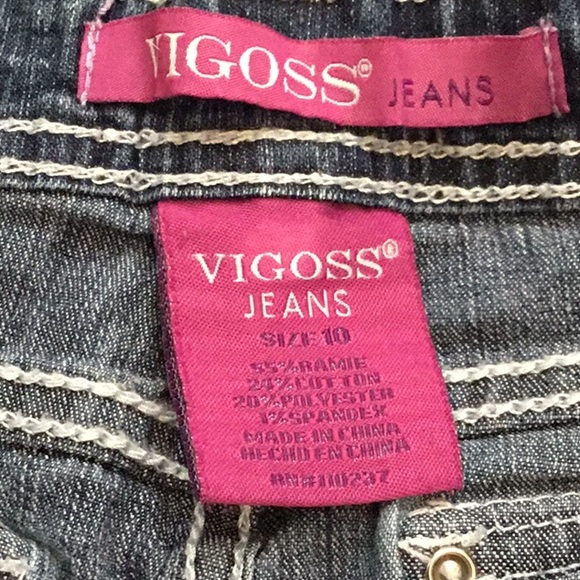 VIGOSS® JEANS
VIGOSS®
JEANS
SIZE 10
55%RAMIE
24%COTTON
20%POLYESTER
1%SPANDEX
MADE IN CHINA
HECHO EN CHINA
RN#110237